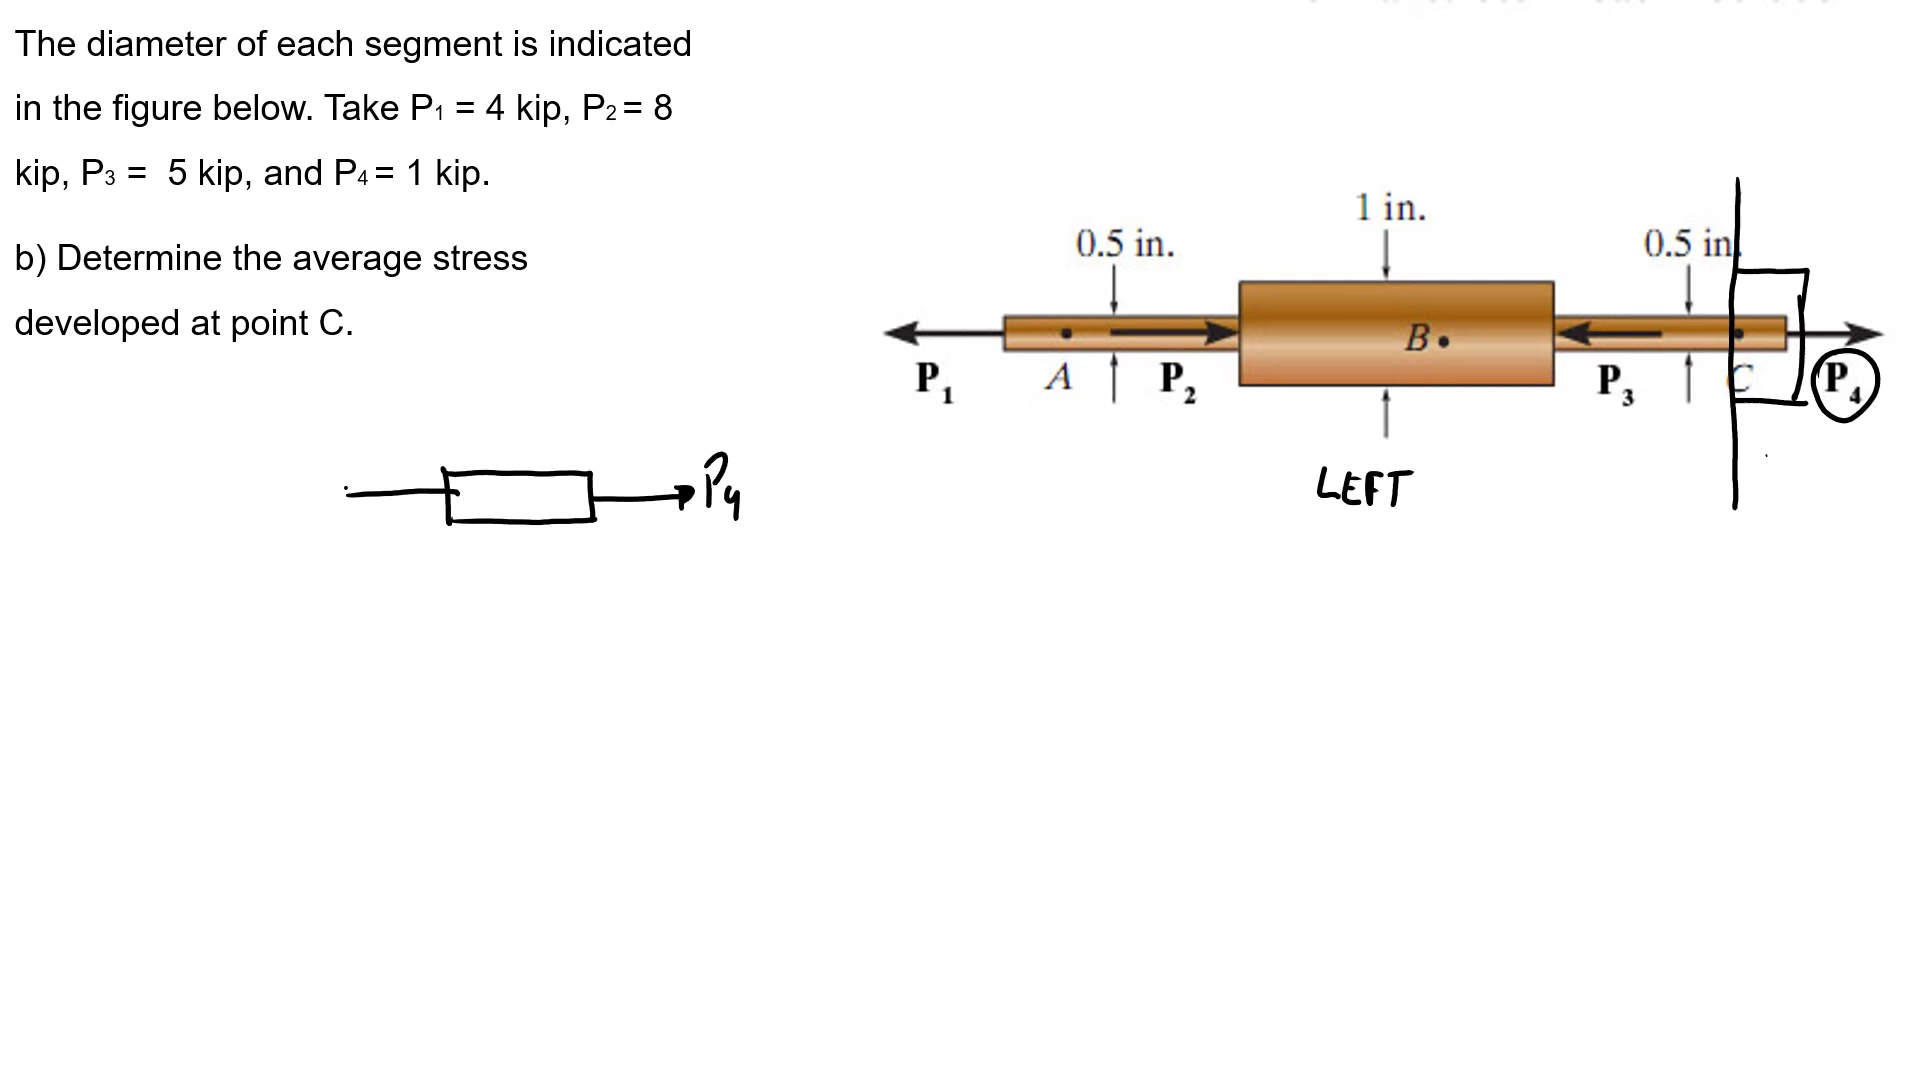 The diameter of each segment is indicated
in the figure below. Take P₁ = 4 kip, P₂ = 8
kip, P₃ = 5 kip, and P₄ = 1 kip.
b) Determine the average stress
developed at point C.
1 in.
0.5 in.
0.5 in.
B
P₁
A
P₂
P₃
C
P₄
LEFT
P₄